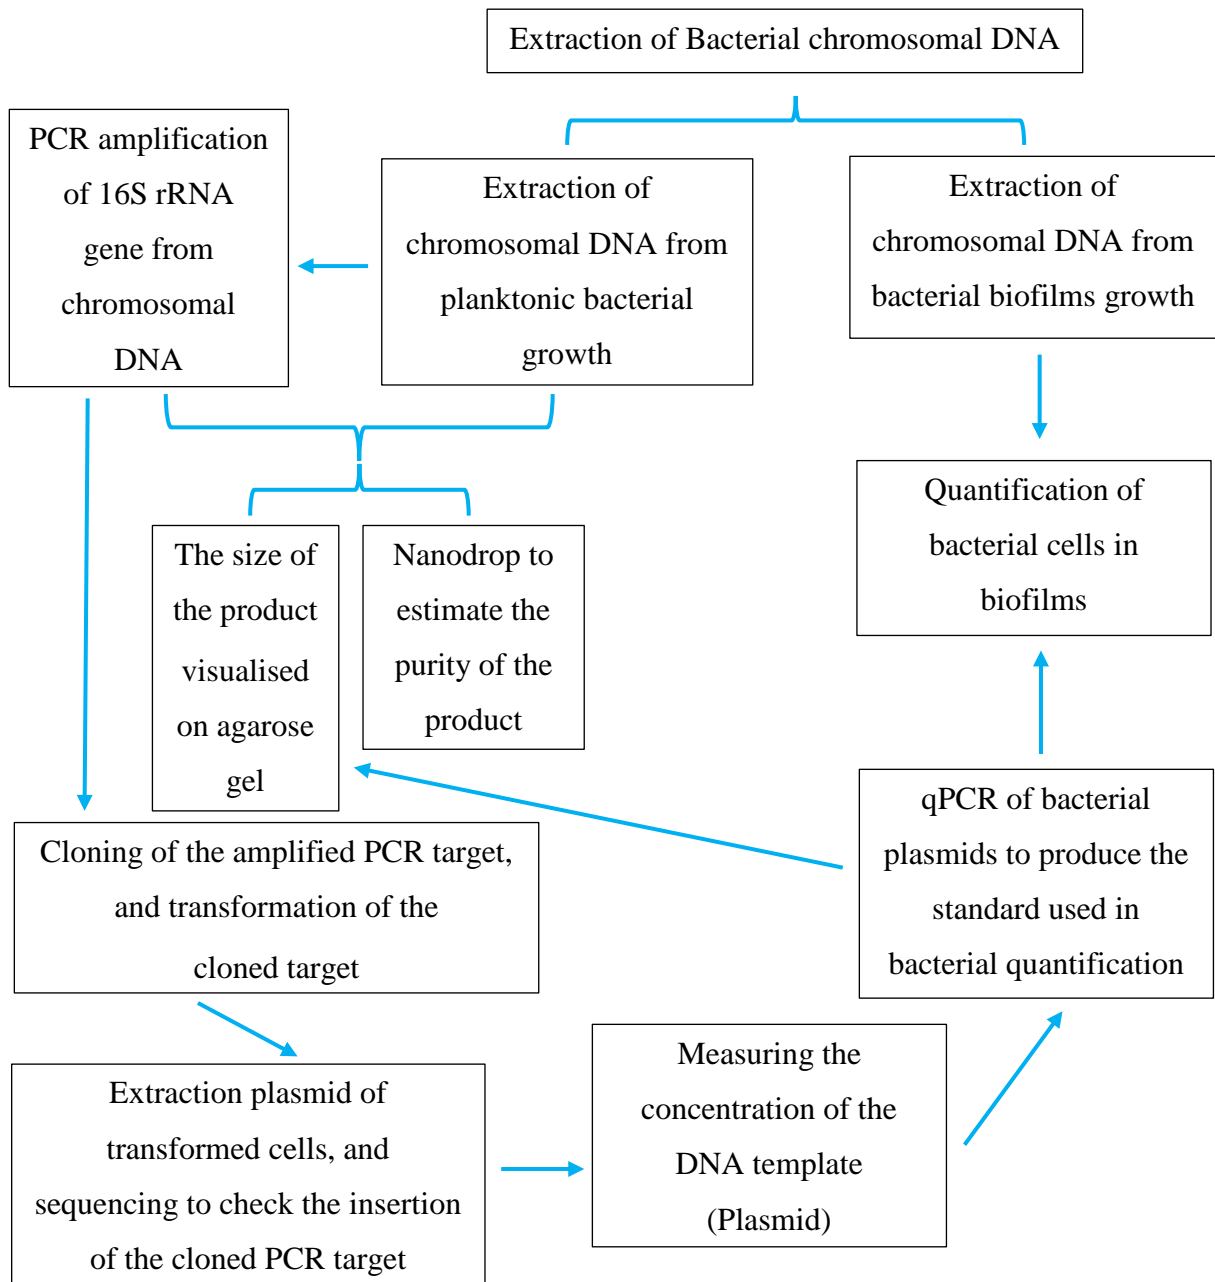 Extraction of Bacterial chromosomal DNA
PCR amplification
of 16S rRNA
gene from
chromosomal
DNA
Extraction of
chromosomal DNA from
planktonic bacterial
growth
Extraction of
chromosomal DNA from
bacterial biofilms growth
The size of
the product
visualised
on agarose
gel
Nanodrop to
estimate the
purity of the
product
Quantification of
bacterial cells in
biofilms
Cloning of the amplified PCR target,
and transformation of the
cloned target
qPCR of bacterial
plasmids to produce the
standard used in
bacterial quantification
Extraction plasmid of
transformed cells, and
sequencing to check the insertion
of the cloned PCR target
Measuring the
concentration of the
DNA template
(Plasmid)